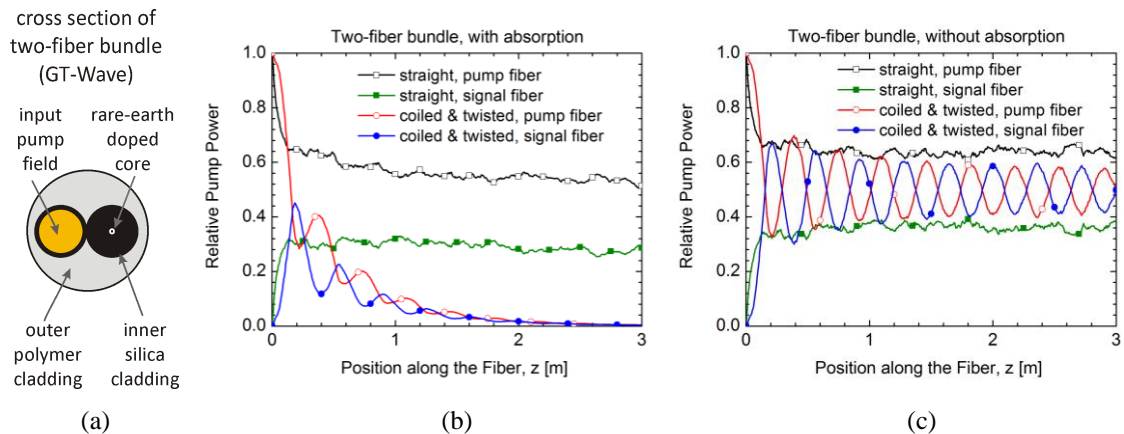 cross section of
two-fiber bundle
(GT-Wave)
input
pump
field
rare-earth
doped
core
outer
polymer
cladding
inner
silica
cladding
(a)
Two-fiber bundle, with absorption
straight, pump fiber
straight, signal fiber
coiled & twisted, pump fiber
coiled & twisted, signal fiber
Relative Pump Power
1.0
0.8
0.6
0.4
0.2
0.0
0
1
2
3
Position along the Fiber, z [m]
(b)
Two-fiber bundle, without absorption
straight, pump fiber
straight, signal fiber
coiled & twisted, pump fiber
coiled & twisted, signal fiber
Relative Pump Power
1.0
0.8
0.6
0.4
0.2
0.0
0
1
2
3
Position along the Fiber, z [m]
(c)